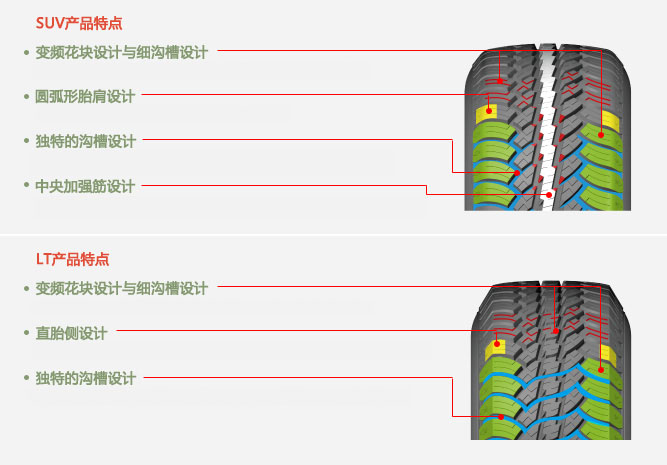 SUV产品特点
变频花块设计与细沟槽设计
圆弧形胎肩设计
独特的沟槽设计
中央加强筋设计
LT产品特点
变频花块设计与细沟槽设计
直胎侧设计
独特的沟槽设计